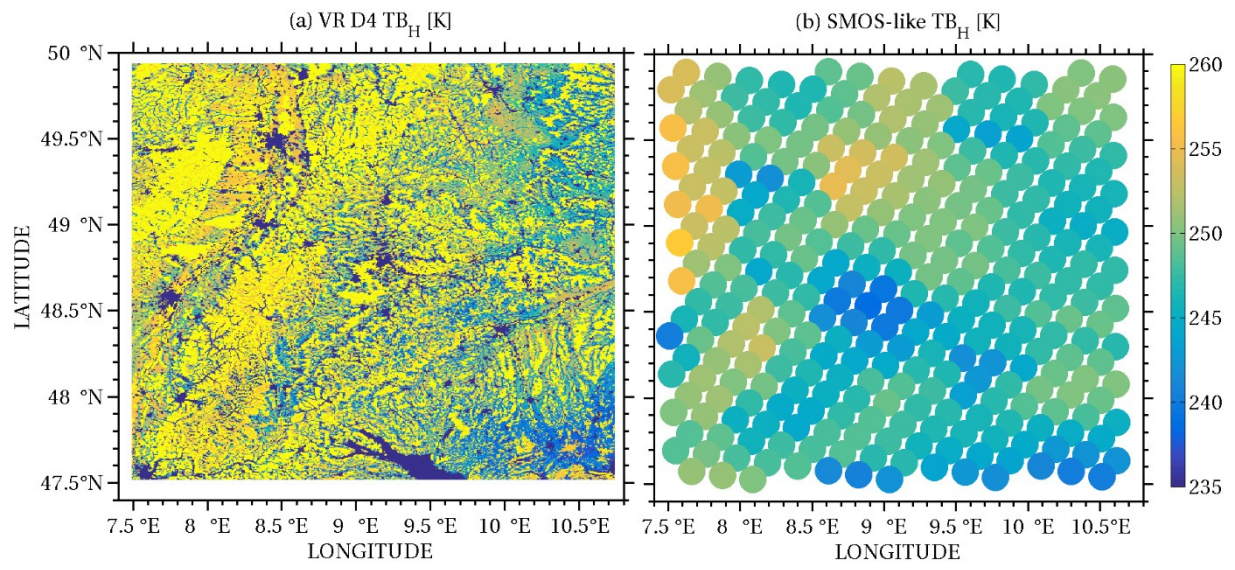 (a) VR D4 TB_H [K]
(b) SMOS-like TB_H [K]
50 °N
49.5°N
49 °N
48.5°N
48 °N
47.5°N
LATITUDE
7.5 °E
8 °E
8.5 °E
9 °E
9.5 °E
10 °E
10.5°E
LONGITUDE
7.5 °E
8 °E
8.5 °E
9 °E
9.5 °E
10 °E
10.5°E
LONGITUDE
260
255
250
245
240
235